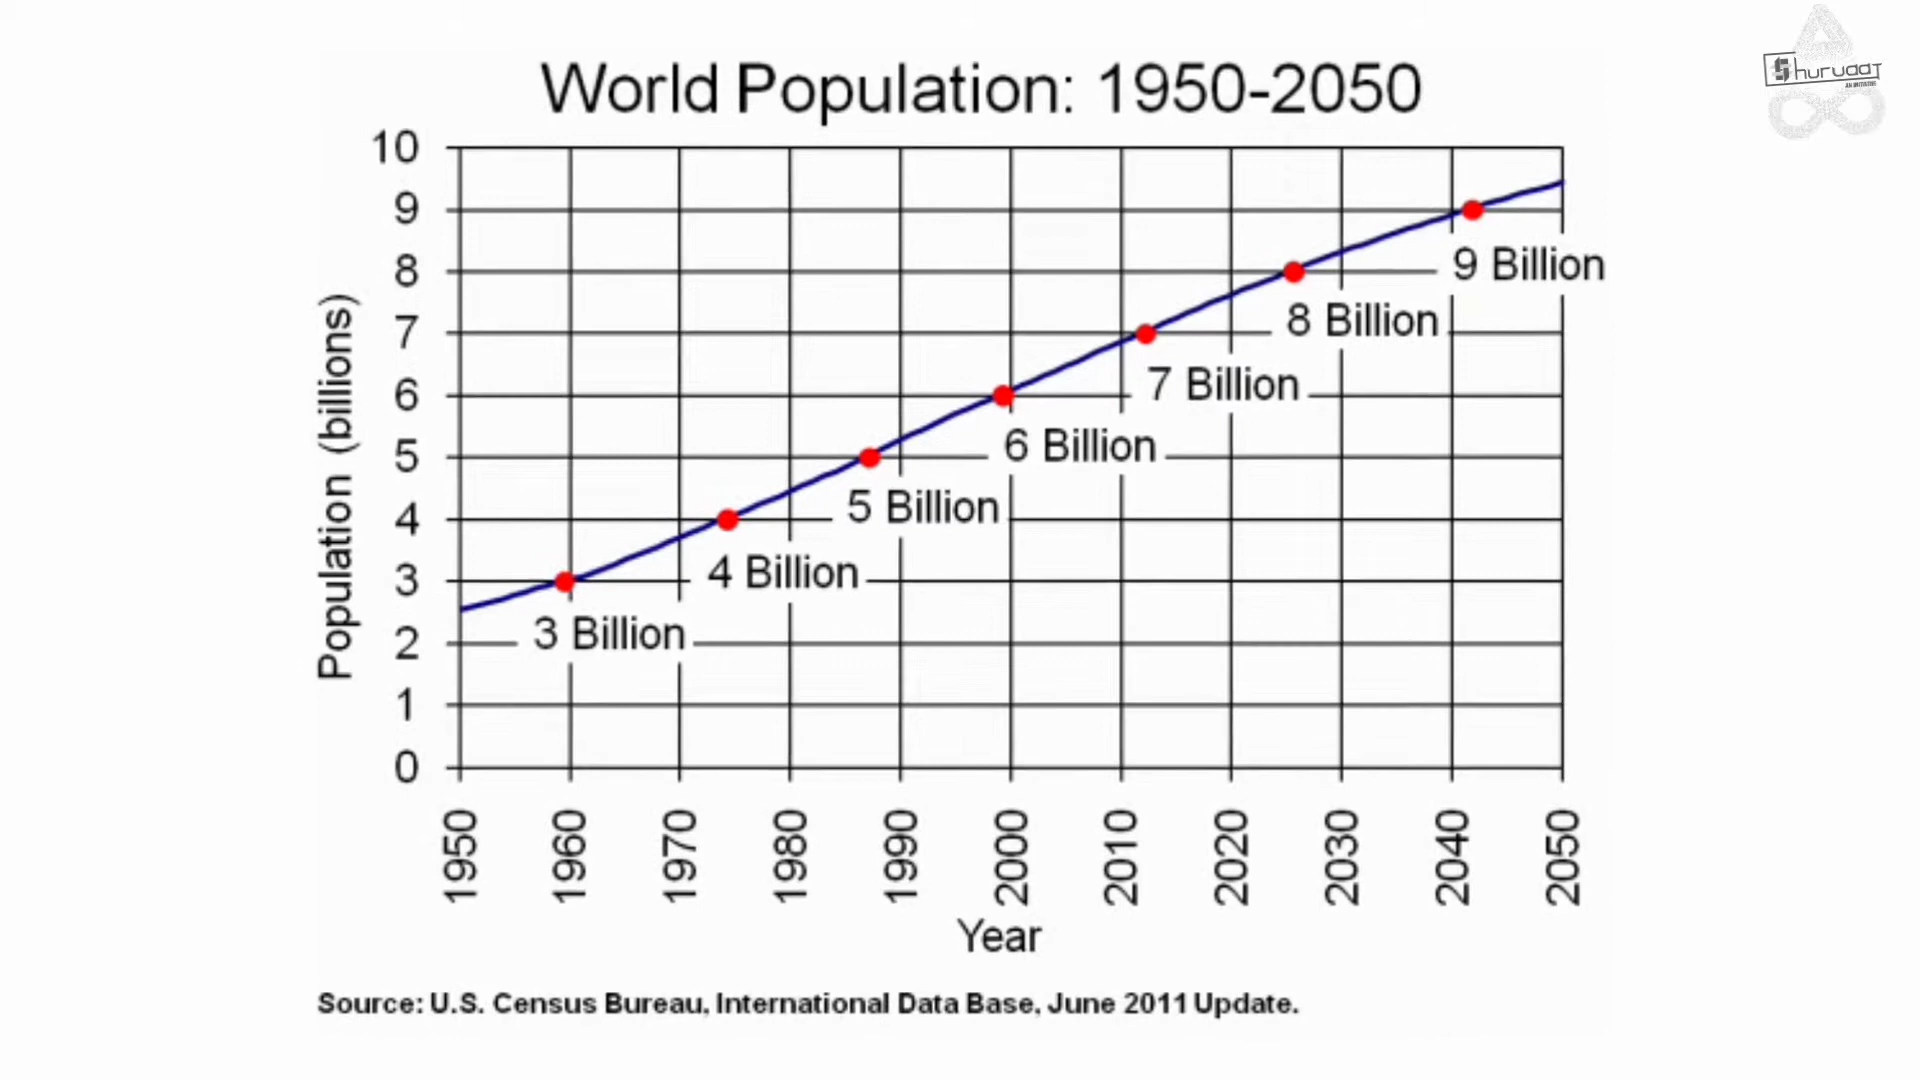 World Population: 1950-2050
Shuruaat
AN INITIATIVE
10
9
8
7
6
5
4
3
2
1
0
Population (billions)
9 Billion
8 Billion
7 Billion
6 Billion
5 Billion
4 Billion
3 Billion
1950 1960 1970 1980 1990 2000 2010 2020 2030 2040 2050
Year
Source: U.S. Census Bureau, International Data Base, June 2011 Update.